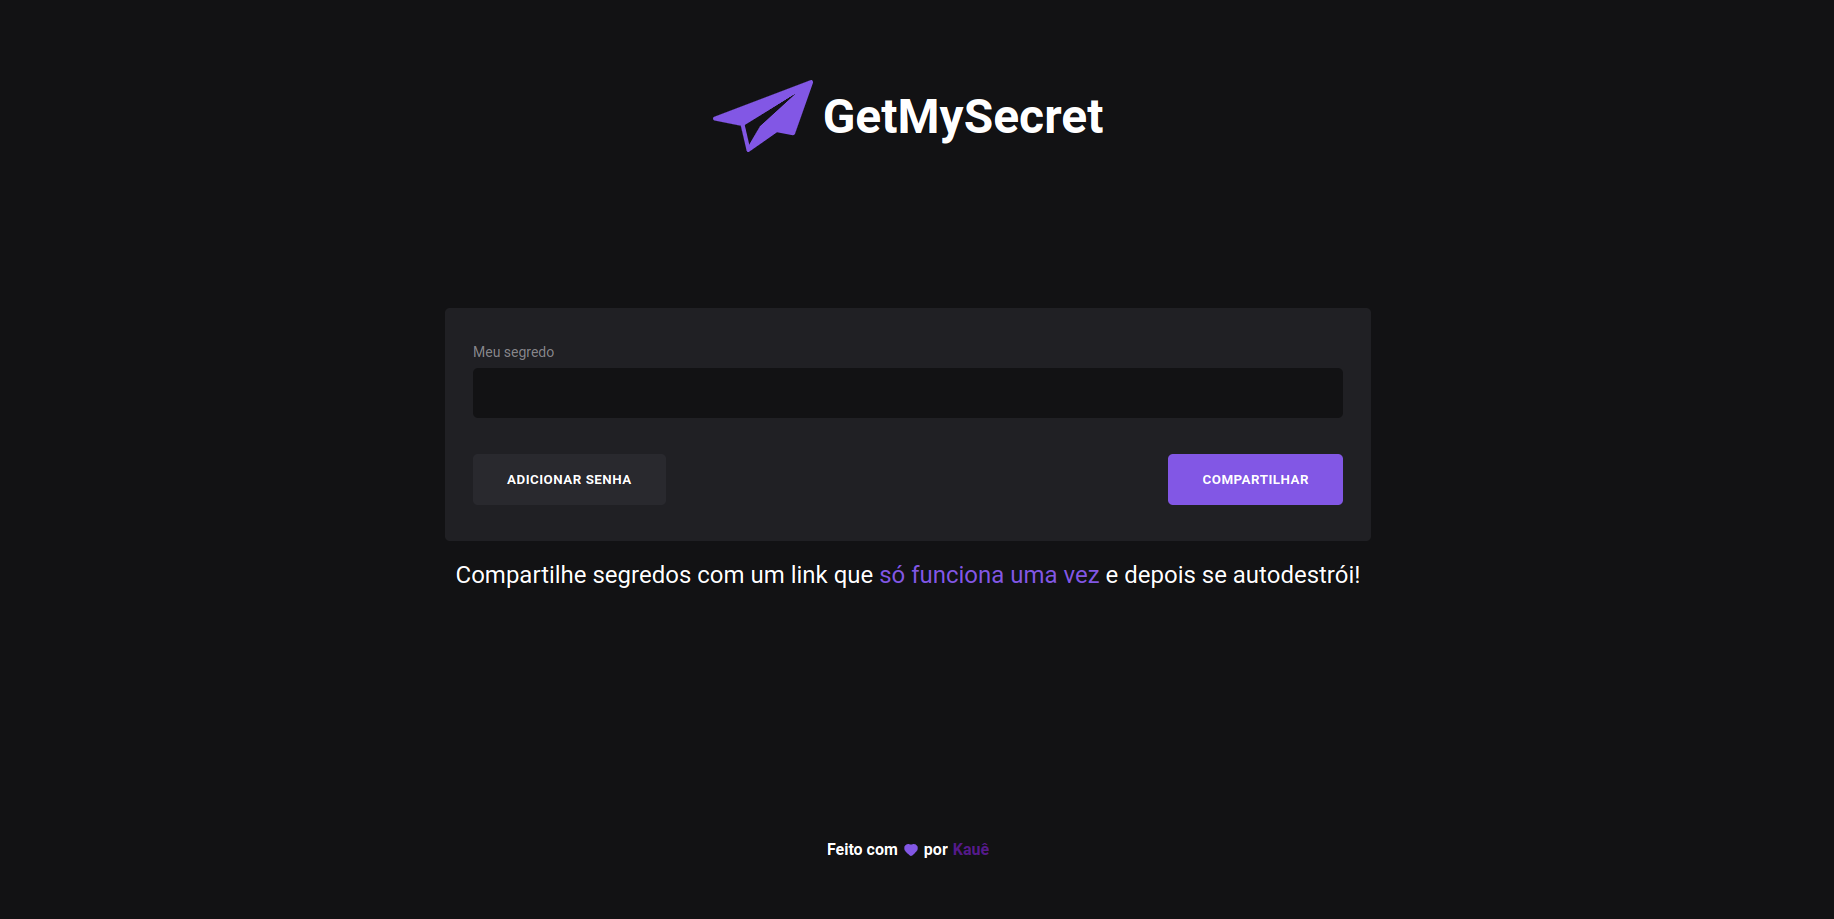 GetMySecret
Meu segredo
ADICIONAR SENHA
COMPARTILHAR
Compartilhe segredos com um link que só funciona uma vez e depois se autodestrói!
Feito com 💜 por Kauê